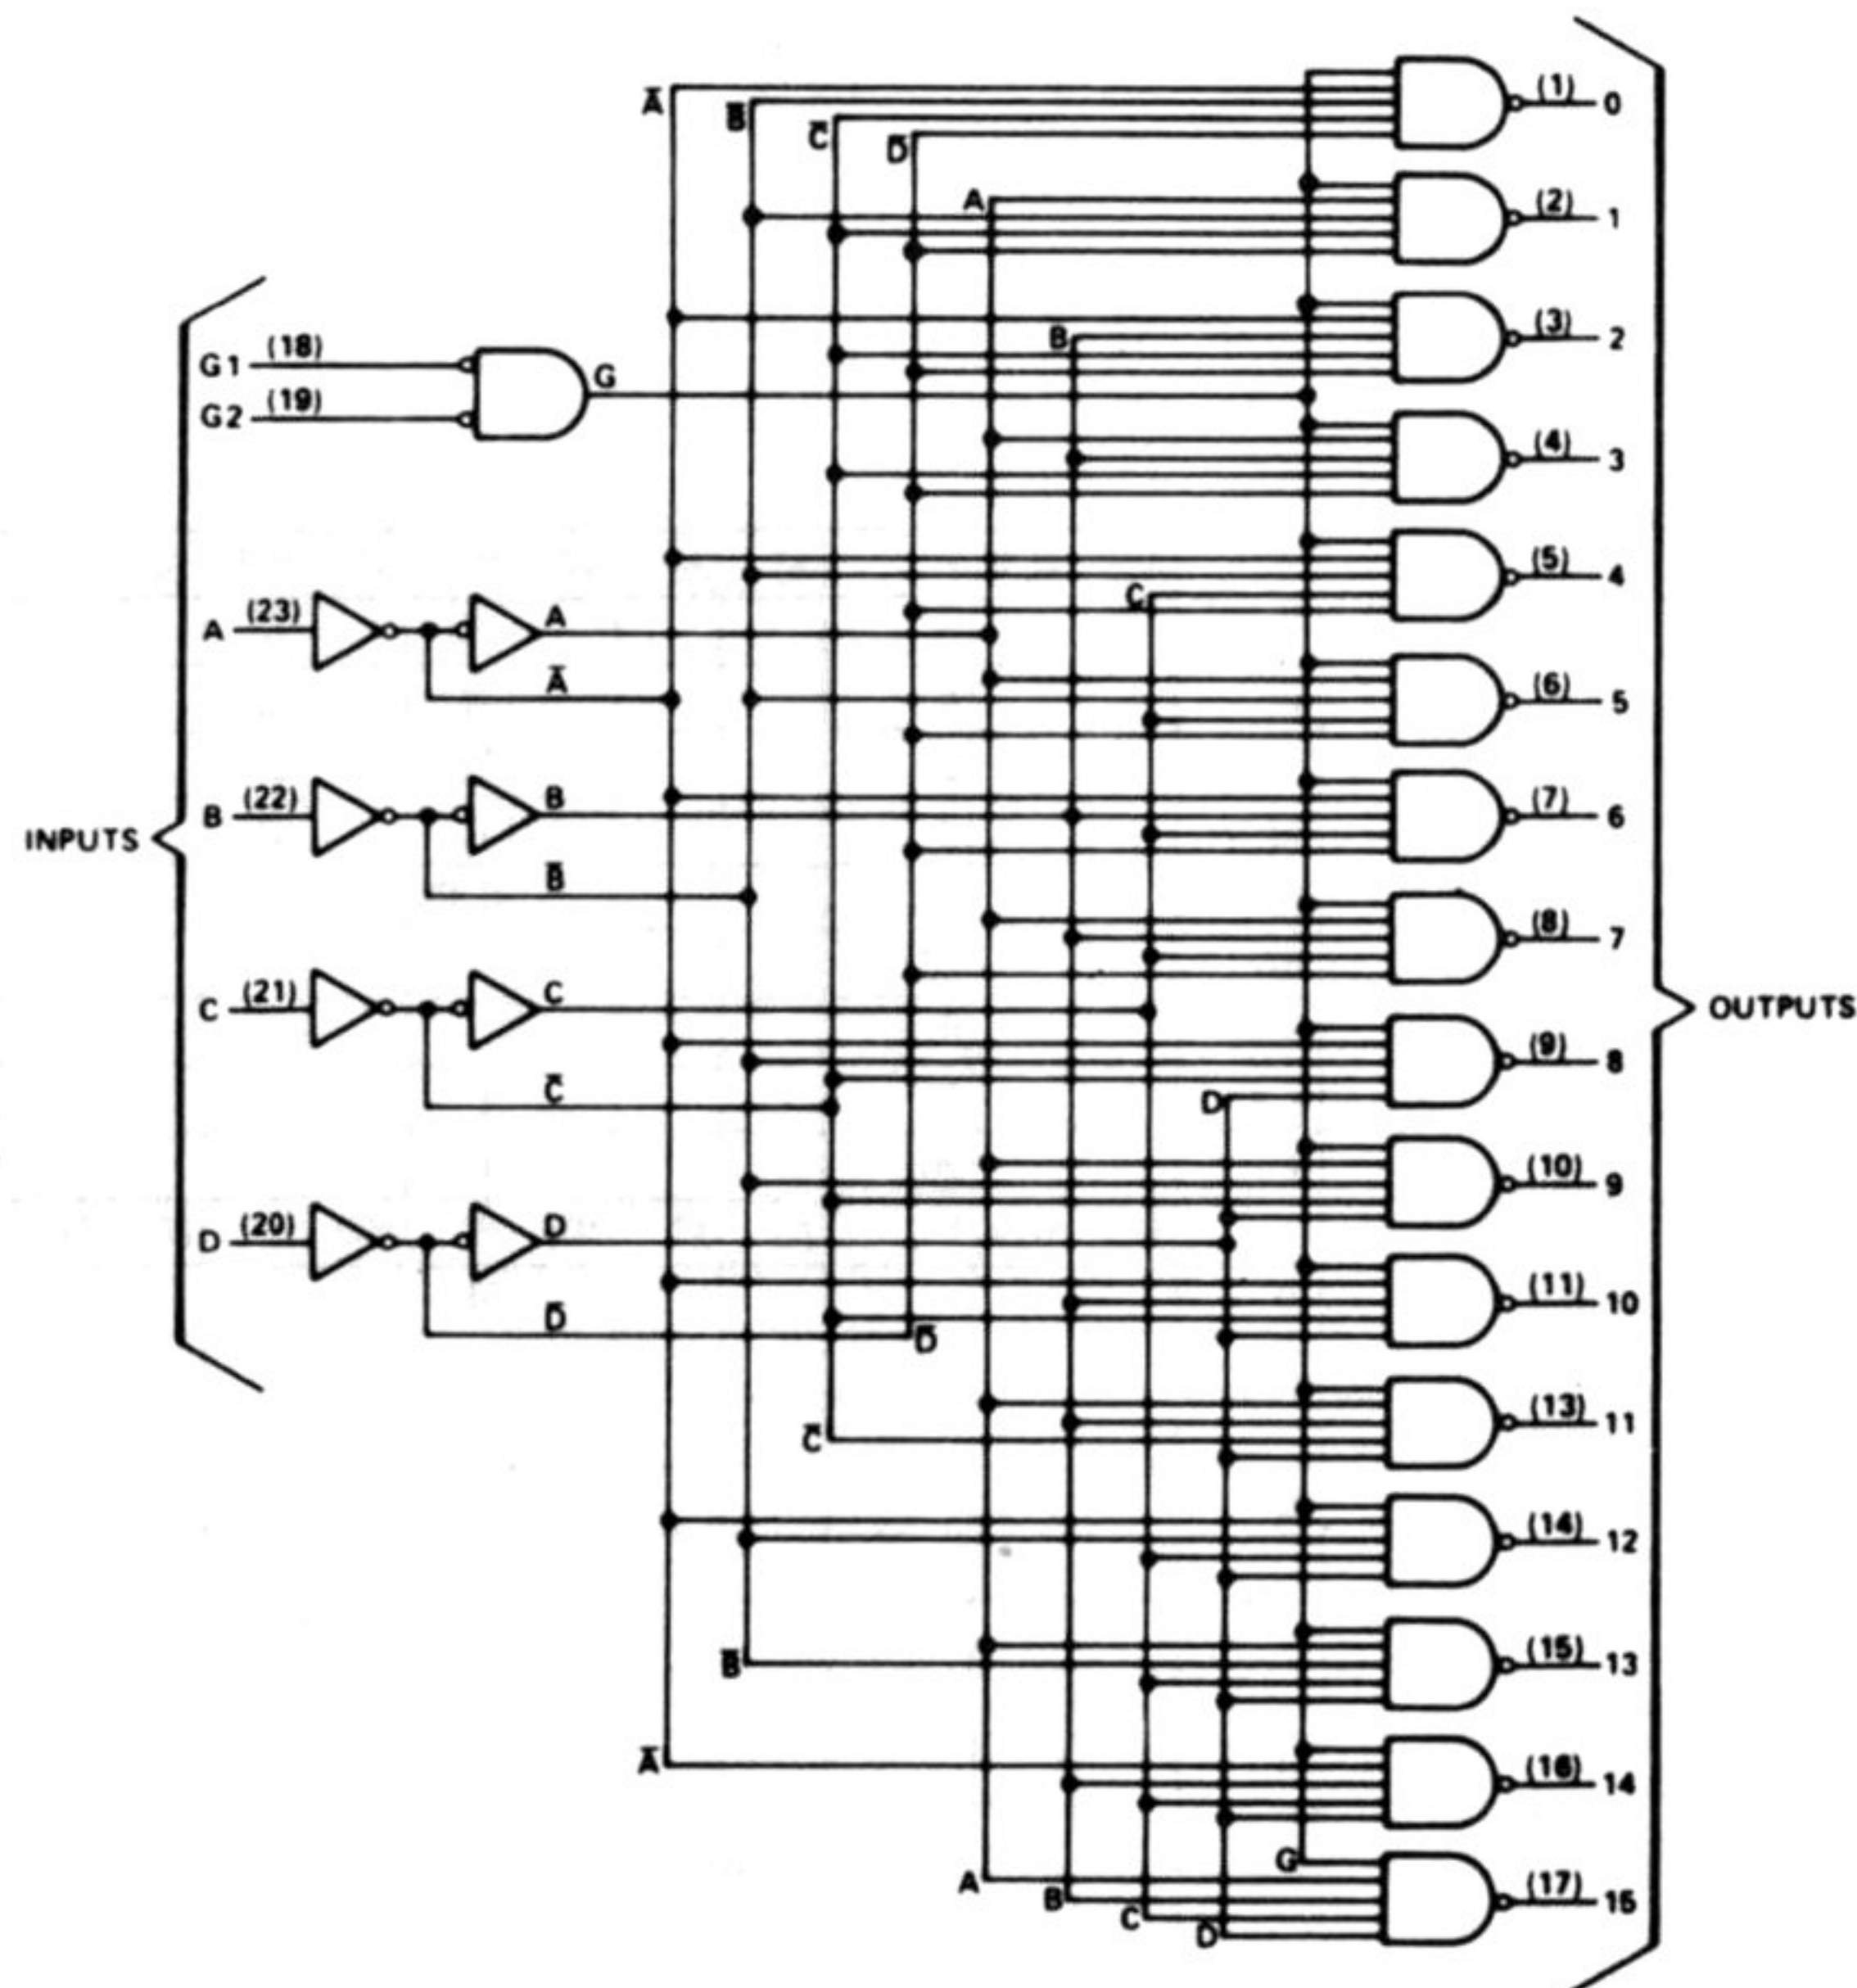 (1) 0
A̅
B̅
C̅
D̅
A
(2) 1
(3) 2
B
G1 (18)
G
G2 (19)
(4) 3
(5) 4
C
A (23)
A
A̅
(6) 5
B (22)
B
(7) 6
INPUTS
B̅
(8) 7
C (21)
C
OUTPUTS
(9) 8
C̅
D
(10) 9
D (20)
D
(11) 10
D̅
D̅
(13) 11
C̅
(14) 12
B̅
(15) 13
A̅
(16) 14
G
A
B
(17) 15
C
D